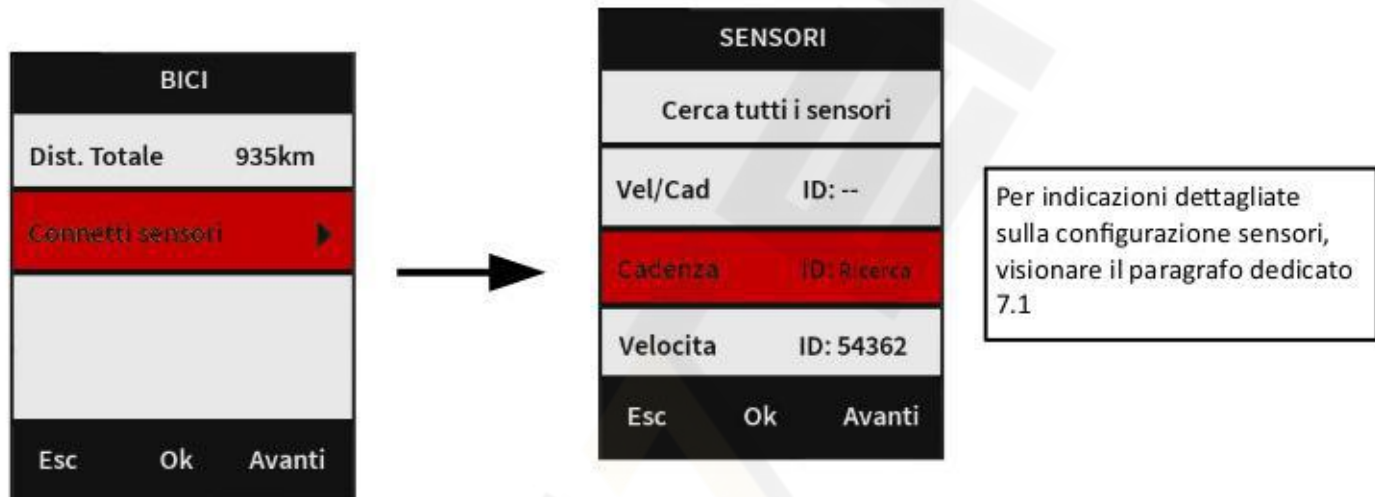 BICI
Dist. Totale 935km
Connetti sensori
Esc Ok Avanti
SENSORI
Cerca tutti i sensori
Vel/Cad ID: --
Cadenza ID: Ricerca
Velocita ID: 54362
Esc Ok Avanti
Per indicazioni dettagliate
sulla configurazione sensori,
visionare il paragrafo dedicato
7.1